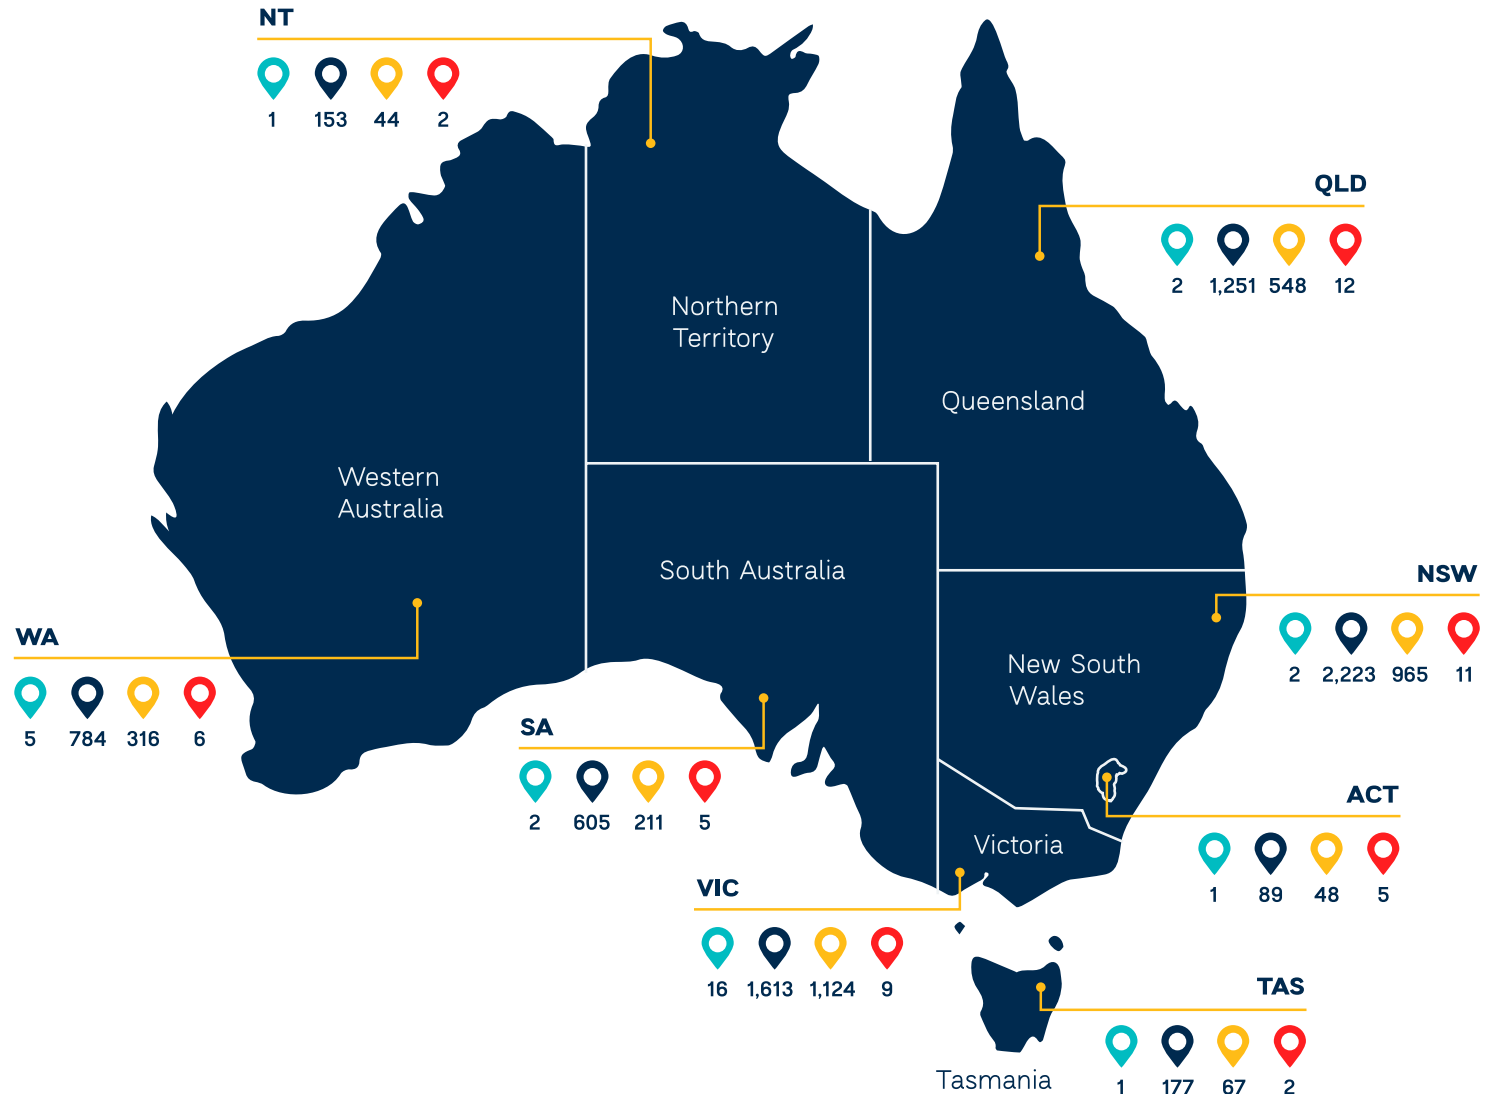 NT
1 153 44 2
QLD
2 1,251 548 12
Northern
Territory
Queensland
Western
Australia
South Australia
NSW
2 2,223 965 11
WA
5 784 316 6
New South
Wales
SA
2 605 211 5
ACT
1 89 48 5
Victoria
VIC
16 1,613 1,124 9
TAS
1 177 67 2
Tasmania